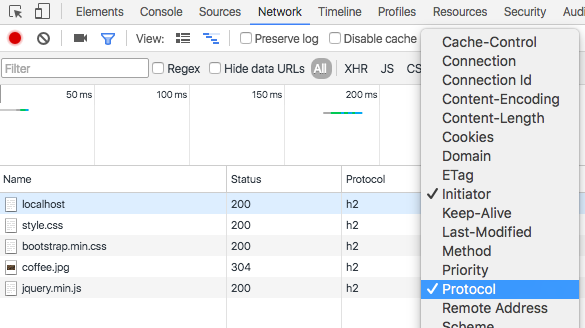 Elements Console Sources Network Timeline Profiles Resources Security Audi
View: Preserve log Disable cache
Filter Regex Hide data URLs All XHR JS CS
50 ms 100 ms 150 ms 200 ms
Name Status Protocol
localhost 200 h2
style.css 200 h2
bootstrap.min.css 200 h2
coffee.jpg 304 h2
jquery.min.js 200 h2
Cache-Control
Connection
Connection Id
Content-Encoding
Content-Length
Cookies
Domain
ETag
✓ Initiator
Keep-Alive
Last-Modified
Method
Priority
✓ Protocol
Remote Address
Scheme